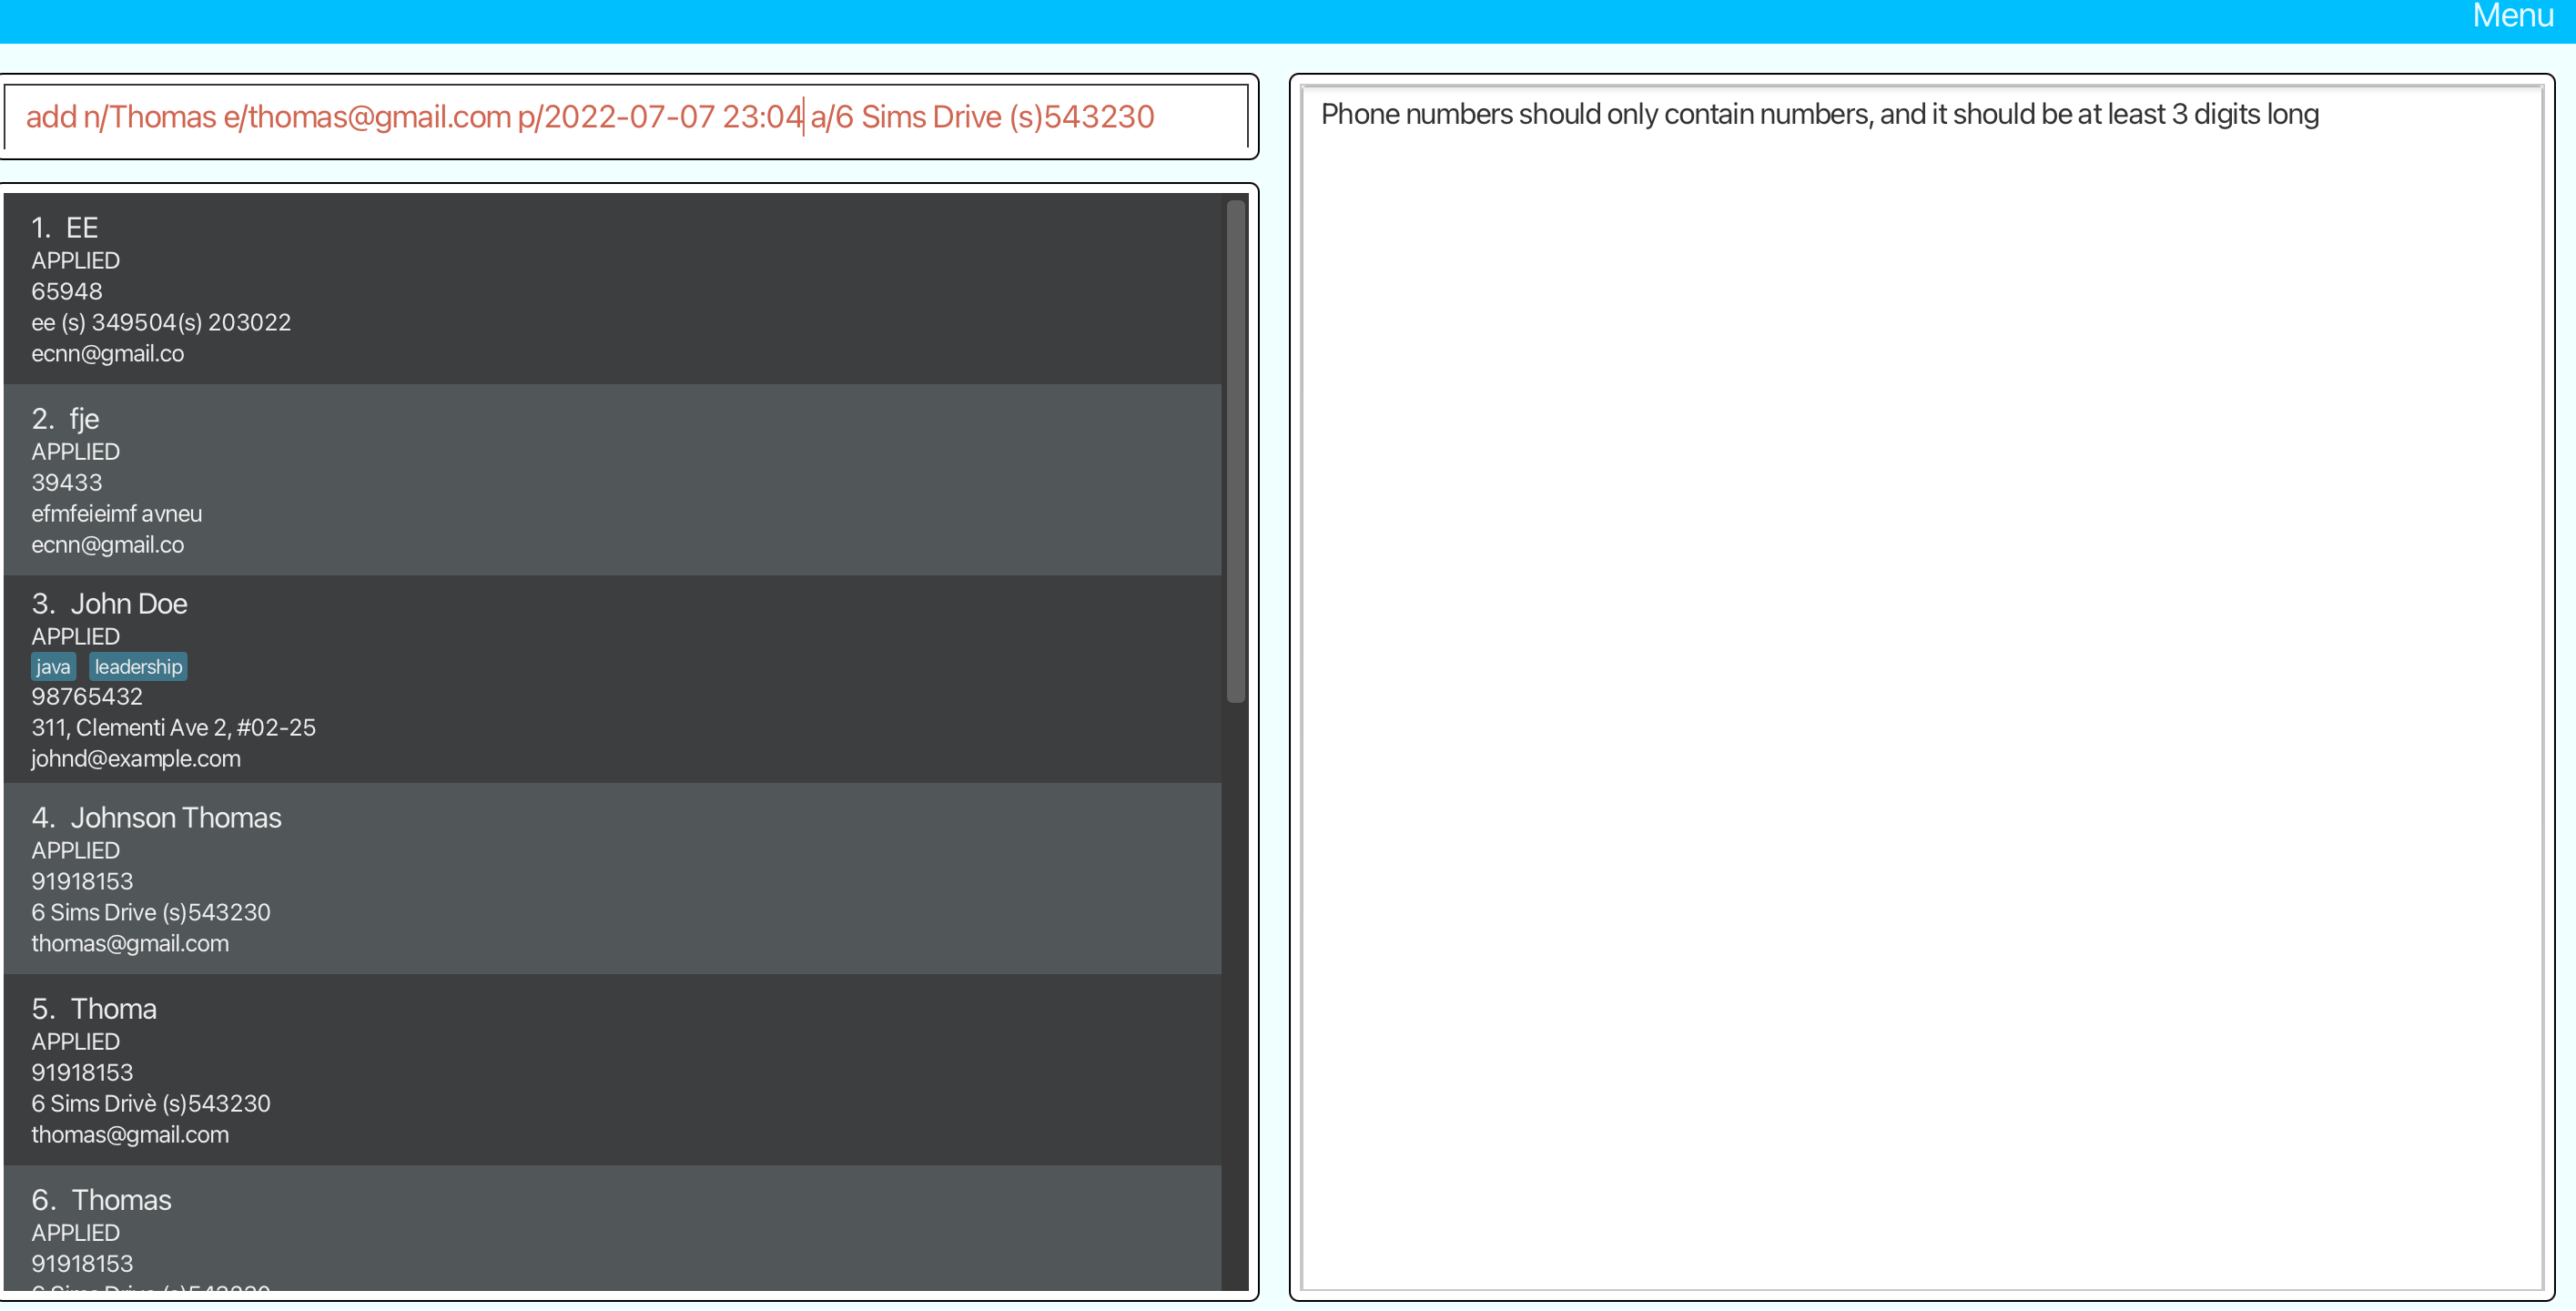 Menu
add n/Thomas e/thomas@gmail.com p/2022-07-07 23:04 a/6 Sims Drive (s)543230
Phone numbers should only contain numbers, and it should be at least 3 digits long
1. EE
APPLIED
65948
ee (s) 349504(s) 203022
ecnn@gmail.co
2. fje
APPLIED
39433
efmfeieimf avneu
ecnn@gmail.co
3. John Doe
APPLIED
java leadership
98765432
311, Clementi Ave 2, #02-25
johnd@example.com
4. Johnson Thomas
APPLIED
91918153
6 Sims Drive (s)543230
thomas@gmail.com
5. Thoma
APPLIED
91918153
6 Sims Drivè (s)543230
thomas@gmail.com
6. Thomas
APPLIED
91918153